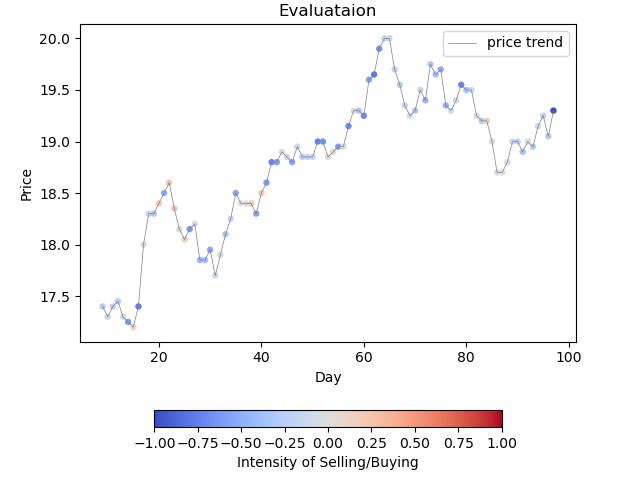 Evaluataion
price trend
20.0
19.5
19.0
18.5
18.0
17.5
Price
20 40 60 80 100
Day
−1.00 −0.75 −0.50 −0.25 0.00 0.25 0.50 0.75 1.00
Intensity of Selling/Buying